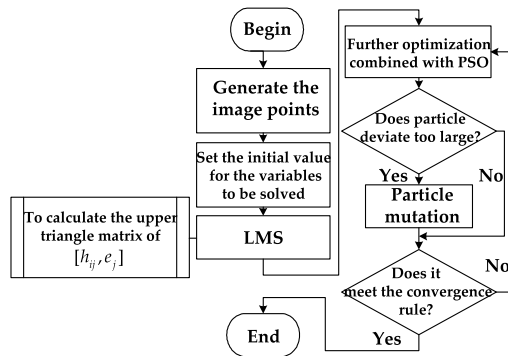 Begin
Generate the
image points
Set the initial value
for the variables
to be solved
To calculate the upper
triangle matrix of
[h_{ij}, e_j]
LMS
Further optimization
combined with PSO
Does particle
deviate too large?
Yes
No
Particle
mutation
Does it
meet the convergence
rule?
No
Yes
End